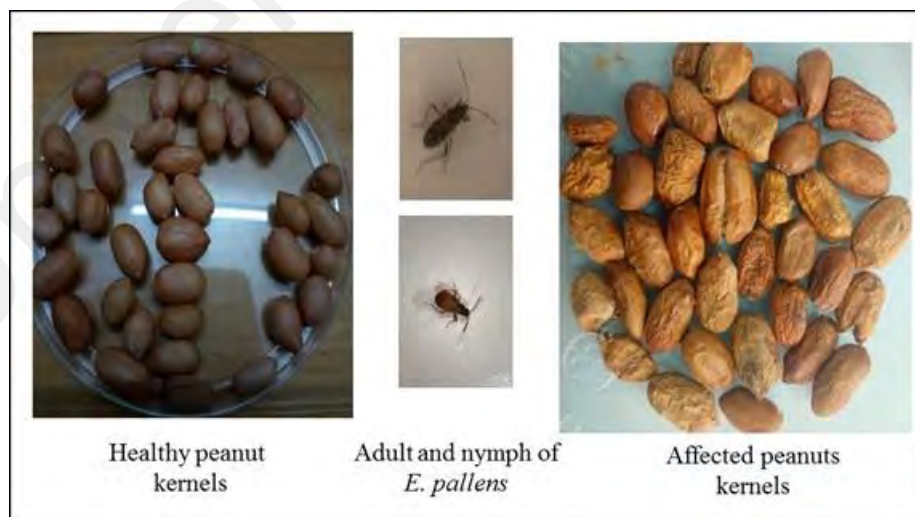 Healthy peanut
kernels
Adult and nymph of
E. pallens
Affected peanuts
kernels